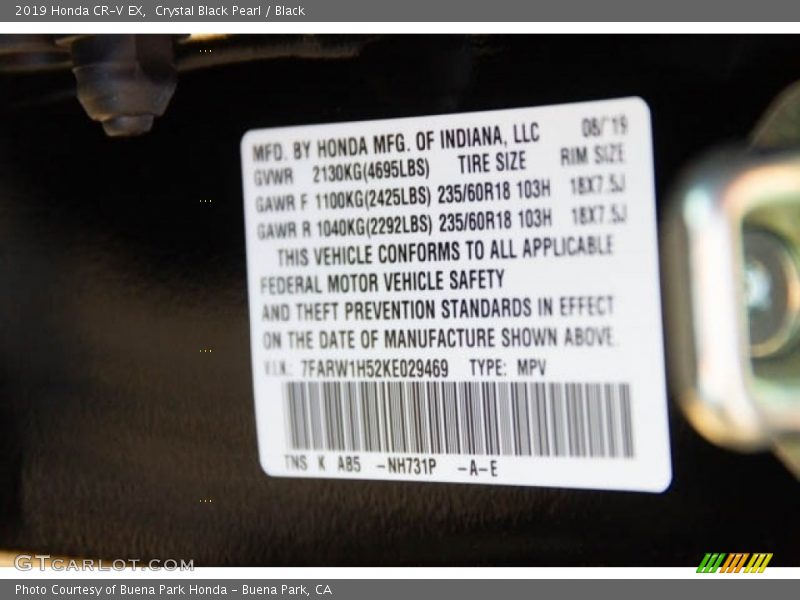 2019 Honda CR-V EX, Crystal Black Pearl / Black
MFD. BY HONDA MFG. OF INDIANA, LLC 08/19
GVWR 2130KG(4695LBS) TIRE SIZE RIM SIZE
GAWR F 1100KG(2425LBS) 235/60R18 103H 18X7.5J
GAWR R 1040KG(2292LBS) 235/60R18 103H 18X7.5J
THIS VEHICLE CONFORMS TO ALL APPLICABLE
FEDERAL MOTOR VEHICLE SAFETY
AND THEFT PREVENTION STANDARDS IN EFFECT
ON THE DATE OF MANUFACTURE SHOWN ABOVE.
V.I.N.: 7FARW1H52KE029469 TYPE: MPV
TNS K AB5 -NH731P -A-E
GTCARLOT.COM
Photo Courtesy of Buena Park Honda - Buena Park, CA